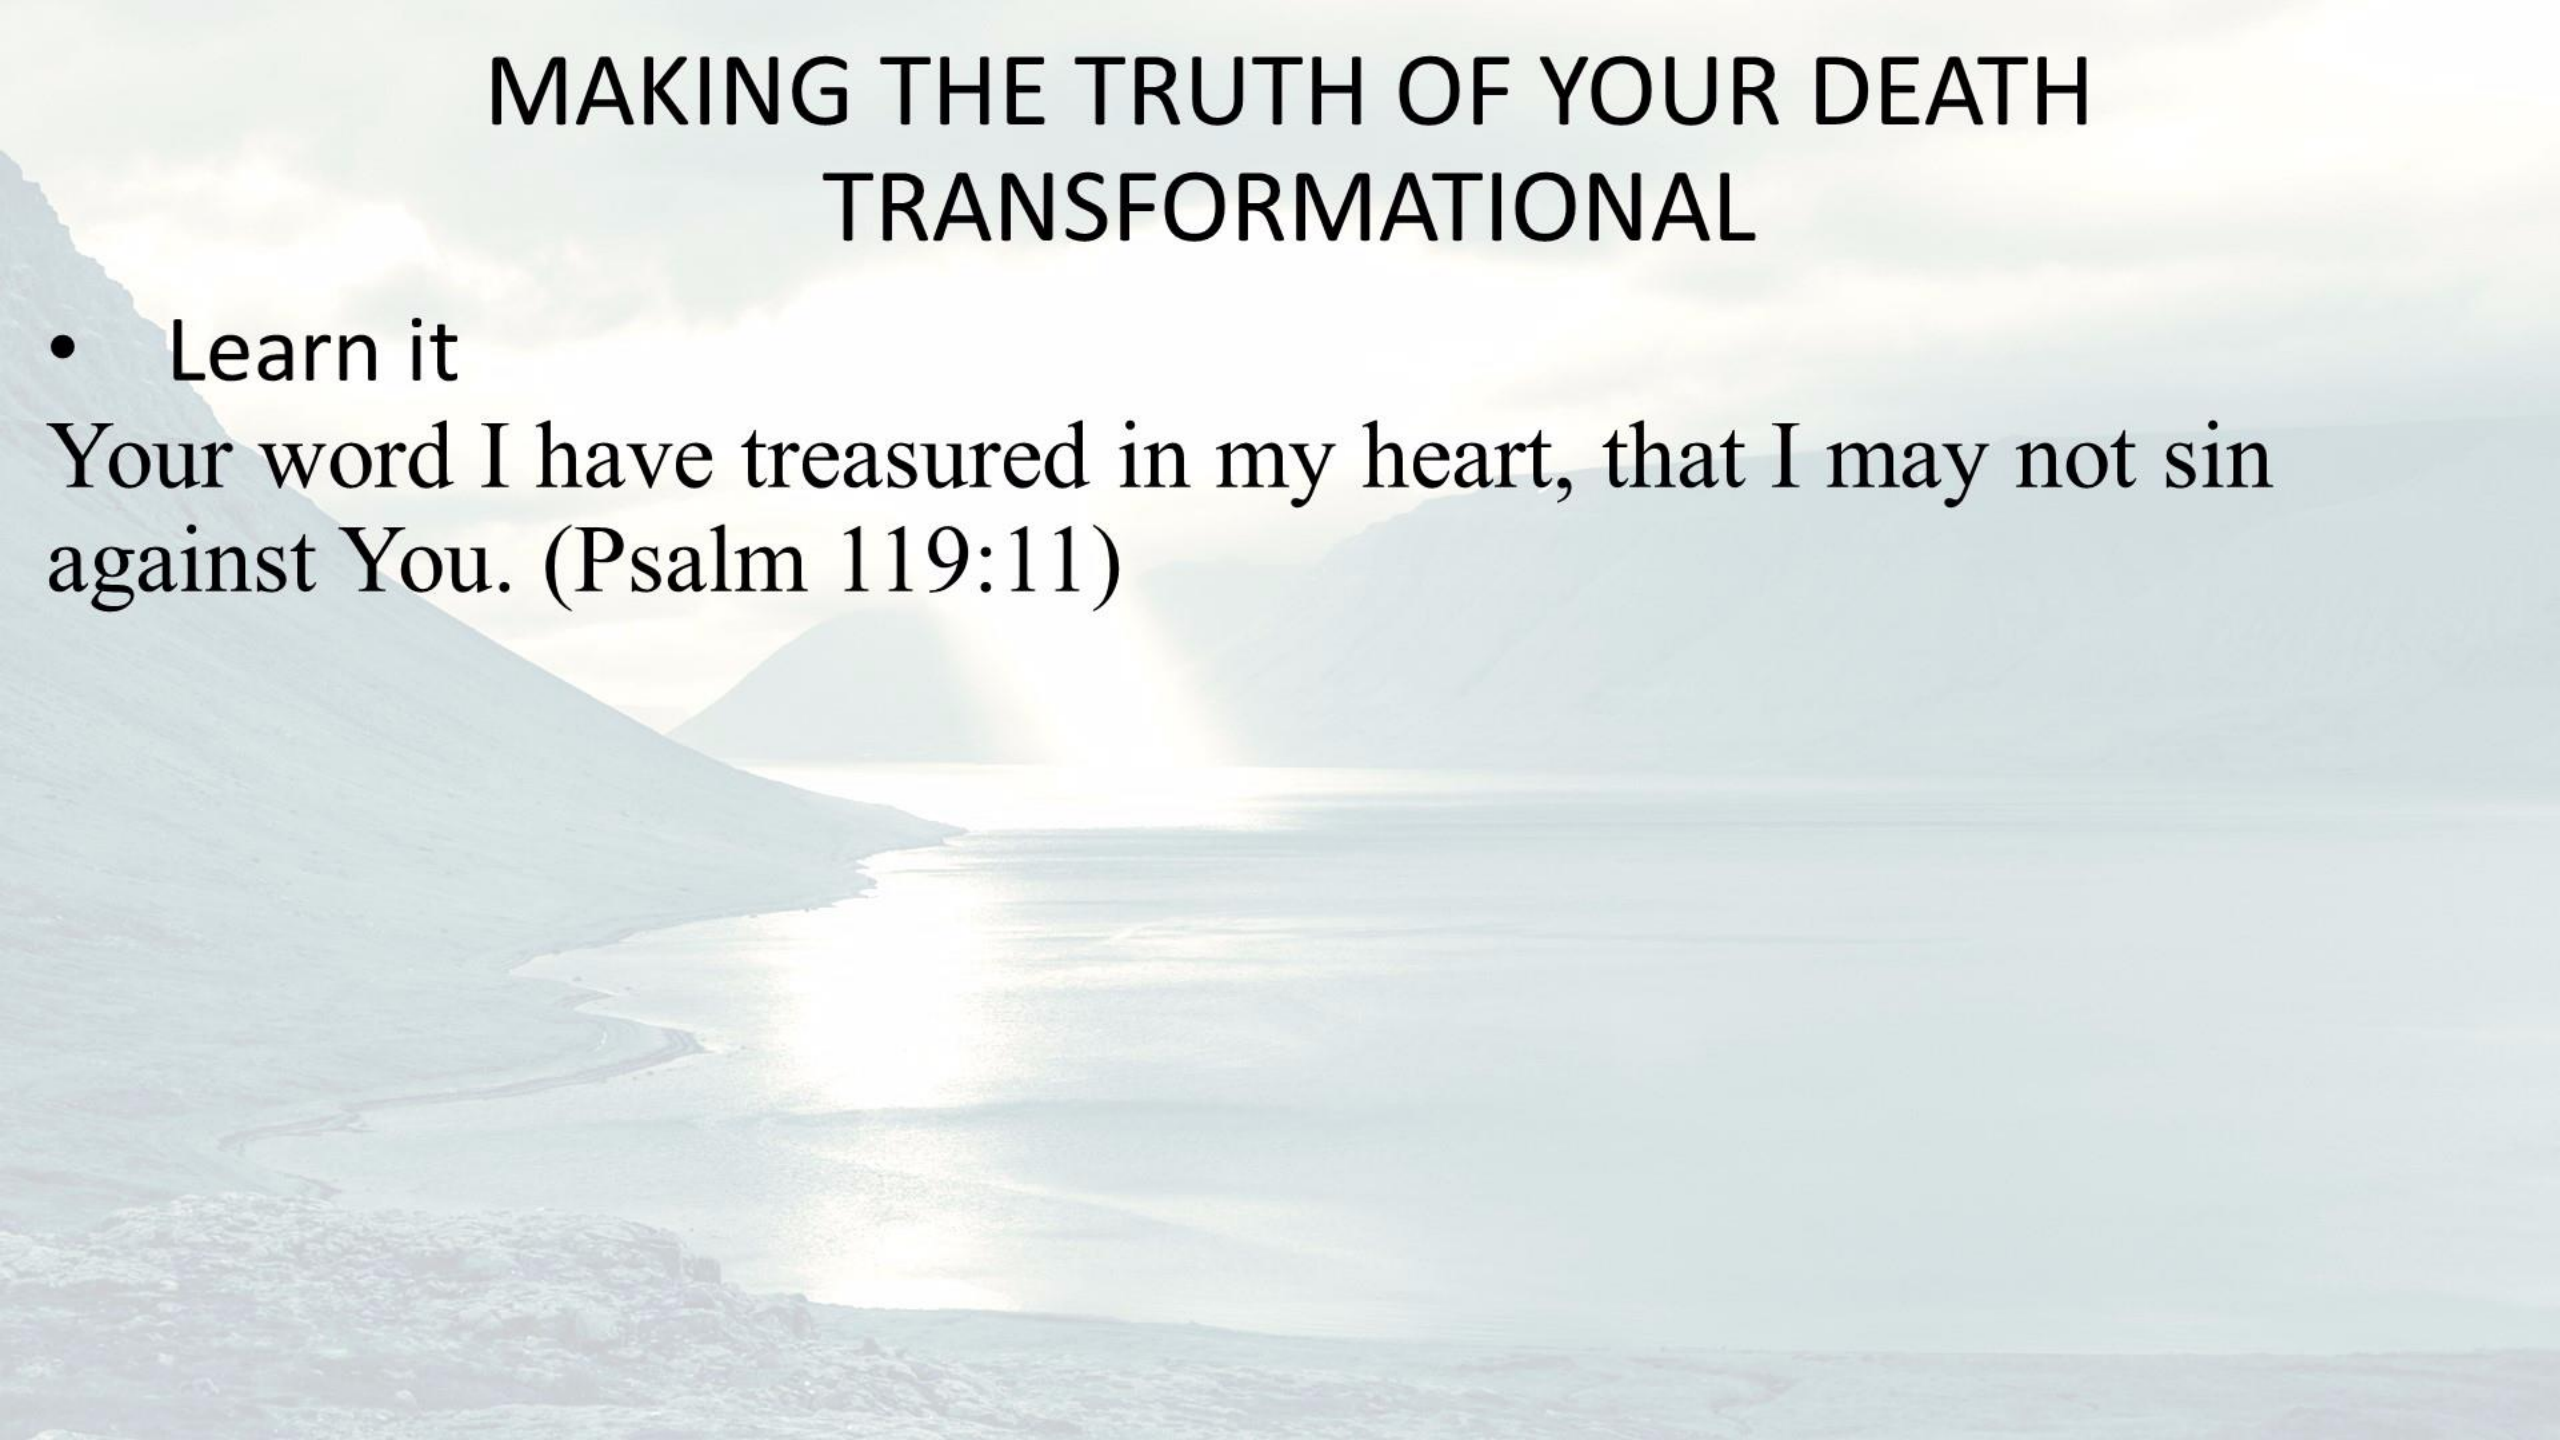 MAKING THE TRUTH OF YOUR DEATH
TRANSFORMATIONAL
• Learn it
Your word I have treasured in my heart, that I may not sin
against You. (Psalm 119:11)